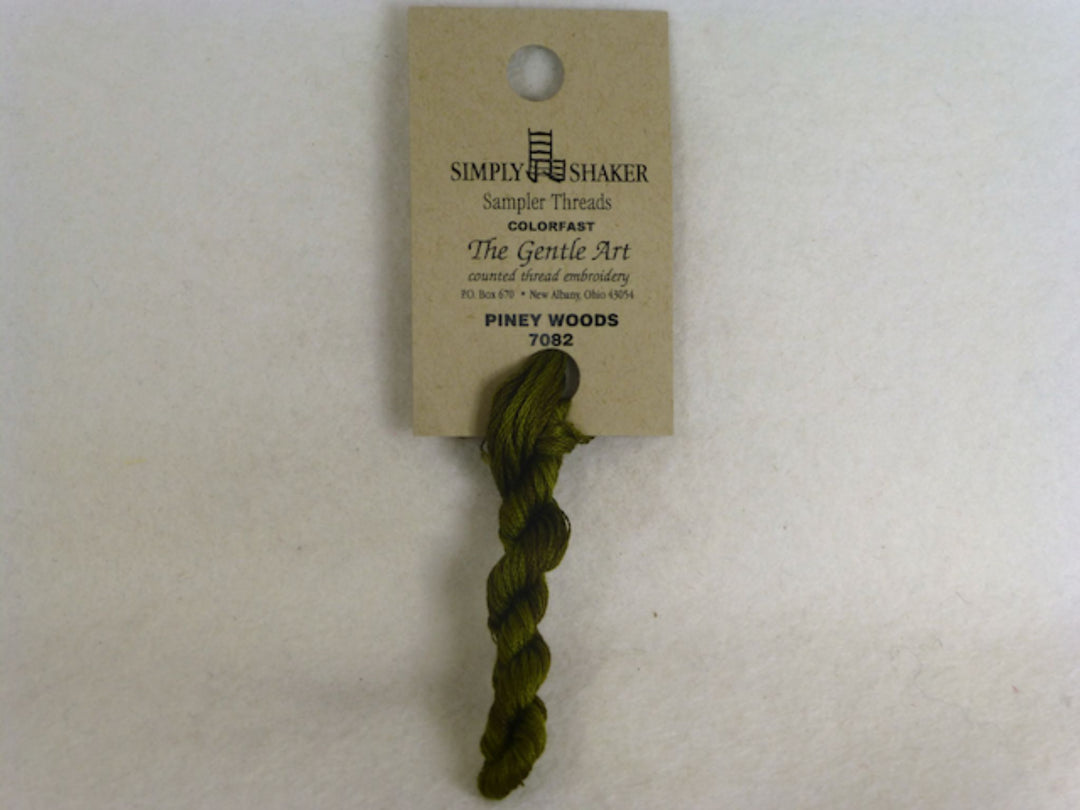 SIMPLY SHAKER
Sampler Threads
COLORFAST
The Gentle Art
counted thread embroidery
P.O. Box 670 • New Albany, Ohio 43054
PINEY WOODS
7082